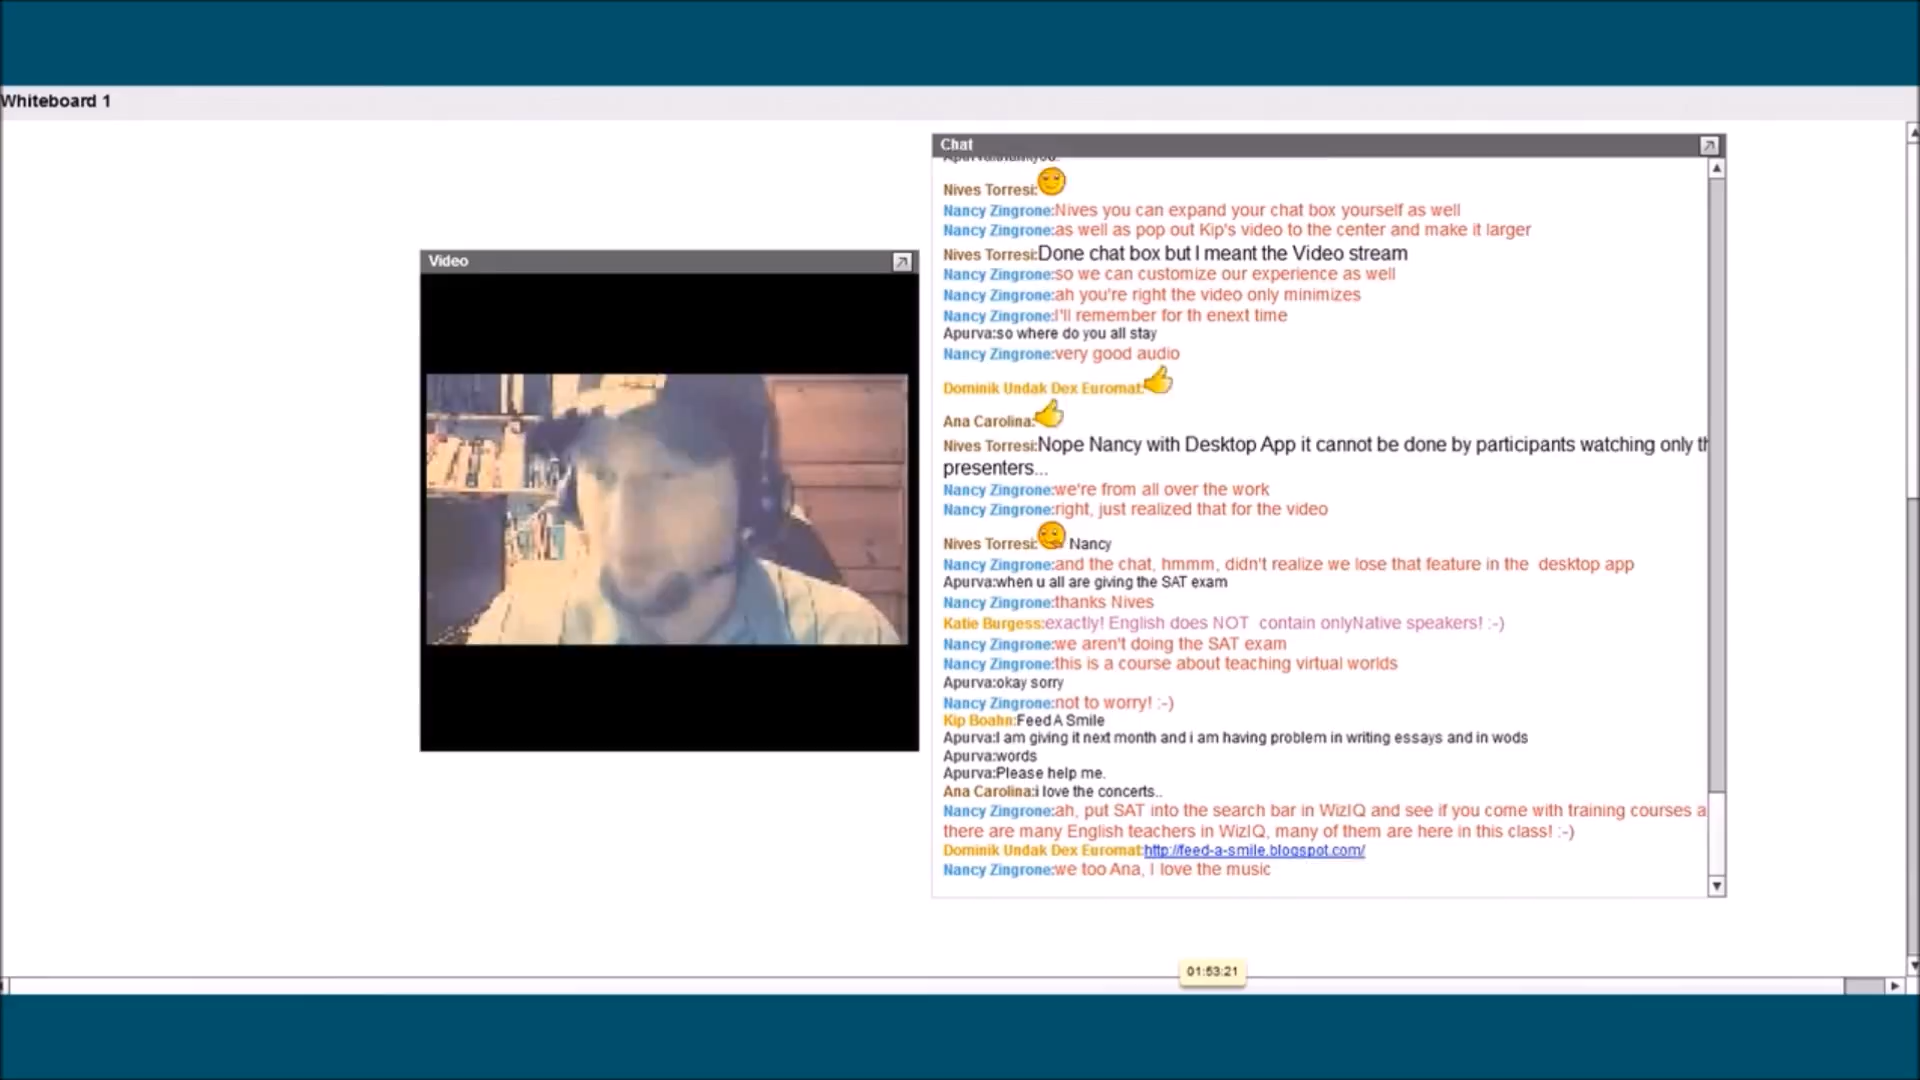 Whiteboard 1
Chat
Apurva:thankyou.
Nives Torresi:
Nancy Zingrone:Nives you can expand your chat box yourself as well
Nancy Zingrone:as well as pop out Kip's video to the center and make it larger
Video
Nives Torresi:Done chat box but I meant the Video stream
Nancy Zingrone:so we can customize our experience as well
Nancy Zingrone:ah you're right the video only minimizes
Nancy Zingrone:I'll remember for th enext time
Apurva:so where do you all stay
Nancy Zingrone:very good audio
Dominik Undak Dex Euromat:
Ana Carolina:
Nives Torresi:Nope Nancy with Desktop App it cannot be done by participants watching only th
presenters...
Nancy Zingrone:we're from all over the work
Nancy Zingrone:right, just realized that for the video
Nives Torresi: Nancy
Nancy Zingrone:and the chat, hmmm, didn't realize we lose that feature in the desktop app
Apurva:when u all are giving the SAT exam
Nancy Zingrone:thanks Nives
Katie Burgess:exactly! English does NOT contain onlyNative speakers! :-)
Nancy Zingrone:we aren't doing the SAT exam
Nancy Zingrone:this is a course about teaching virtual worlds
Apurva:okay sorry
Nancy Zingrone:not to worry! :-)
Kip Boahn:Feed A Smile
Apurva:I am giving it next month and i am having problem in writing essays and in wods
Apurva:words
Apurva:Please help me.
Ana Carolina:i love the concerts..
Nancy Zingrone:ah, put SAT into the search bar in WizIQ and see if you come with training courses a
there are many English teachers in WizIQ, many of them are here in this class! :-)
Dominik Undak Dex Euromat:http://feed-a-smile.blogspot.com/
Nancy Zingrone:we too Ana, I love the music
01:53:21